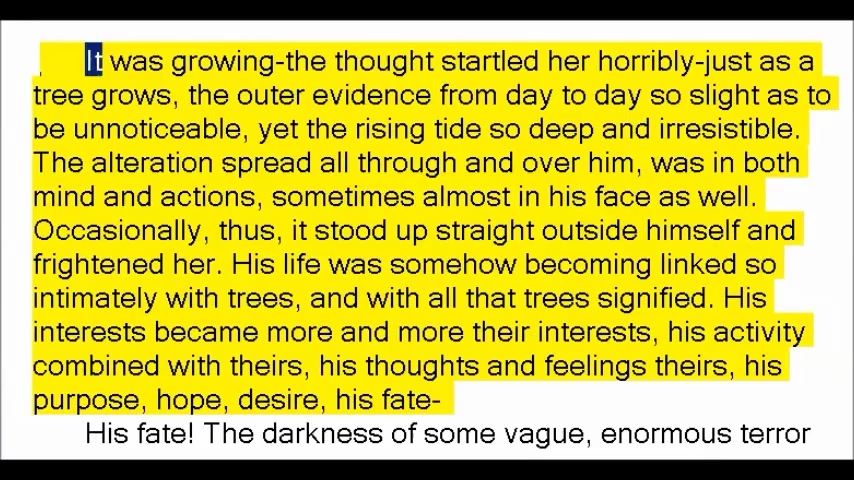 It was growing-the thought startled her horribly-just as a
tree grows, the outer evidence from day to day so slight as to
be unnoticeable, yet the rising tide so deep and irresistible.
The alteration spread all through and over him, was in both
mind and actions, sometimes almost in his face as well.
Occasionally, thus, it stood up straight outside himself and
frightened her. His life was somehow becoming linked so
intimately with trees, and with all that trees signified. His
interests became more and more their interests, his activity
combined with theirs, his thoughts and feelings theirs, his
purpose, hope, desire, his fate-
His fate! The darkness of some vague, enormous terror